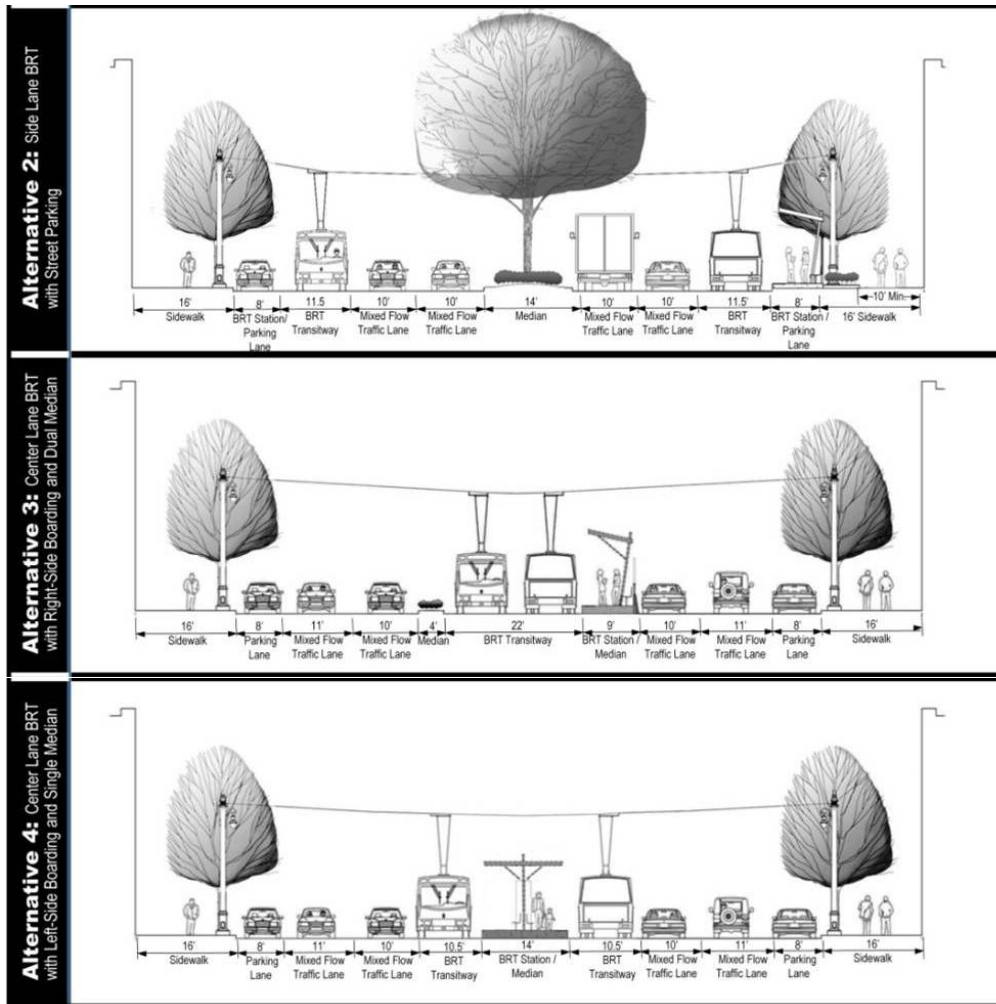 Alternative 2: Side Lane BRT
with Street Parking
16' 8' 11.5 10' 10' 14' 10' 10' 11.5' 8' 10' Min.
Sidewalk BRT Station/ Parking Lane BRT Transitway Mixed Flow Traffic Lane Mixed Flow Traffic Lane Median Mixed Flow Traffic Lane Mixed Flow Traffic Lane BRT Transitway BRT Station / Parking Lane 16' Sidewalk
Alternative 3: Center Lane BRT
with Right-Side Boarding and Dual Median
16' 8' 11' 10' 4' 22' 9' 10' 11' 8' 16'
Sidewalk Parking Lane Mixed Flow Traffic Lane Mixed Flow Traffic Lane Median BRT Transitway BRT Station / Median Mixed Flow Traffic Lane Mixed Flow Traffic Lane Parking Lane Sidewalk
Alternative 4: Center Lane BRT
with Left-Side Boarding and Single Median
16' 8' 11' 10' 10.5' 14' 10.5' 10' 11' 8' 16'
Sidewalk Parking Lane Mixed Flow Traffic Lane Mixed Flow Traffic Lane BRT Transitway BRT Station / Median BRT Transitway Mixed Flow Traffic Lane Mixed Flow Traffic Lane Parking Lane Sidewalk